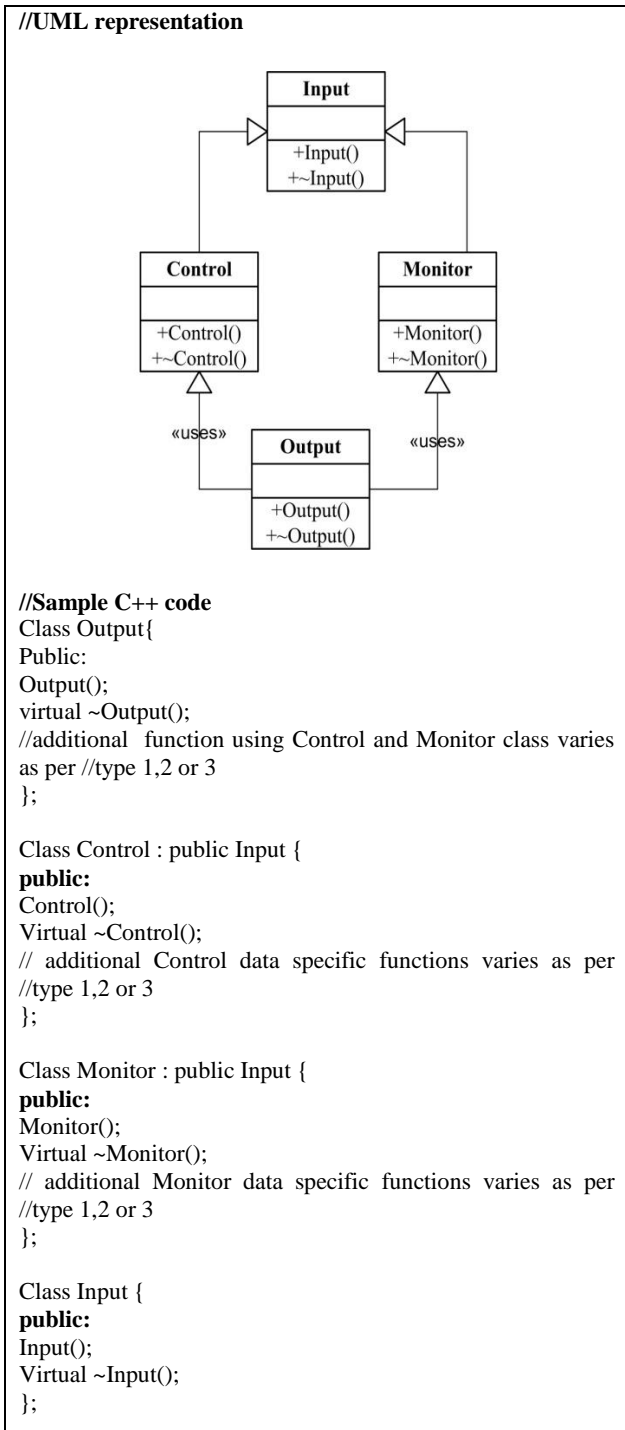 //UML representation
Input
+Input()
+~Input()
Control
+Control()
+~Control()
Monitor
+Monitor()
+~Monitor()
«uses»
«uses»
Output
+Output()
+~Output()
//Sample C++ code
Class Output{
Public:
Output();
virtual ~Output();
//additional function using Control and Monitor class varies
as per //type 1,2 or 3
};
Class Control : public Input {
public:
Control();
Virtual ~Control();
// additional Control data specific functions varies as per
//type 1,2 or 3
};
Class Monitor : public Input {
public:
Monitor();
Virtual ~Monitor();
// additional Monitor data specific functions varies as per
//type 1,2 or 3
};
Class Input {
public:
Input();
Virtual ~Input();
};